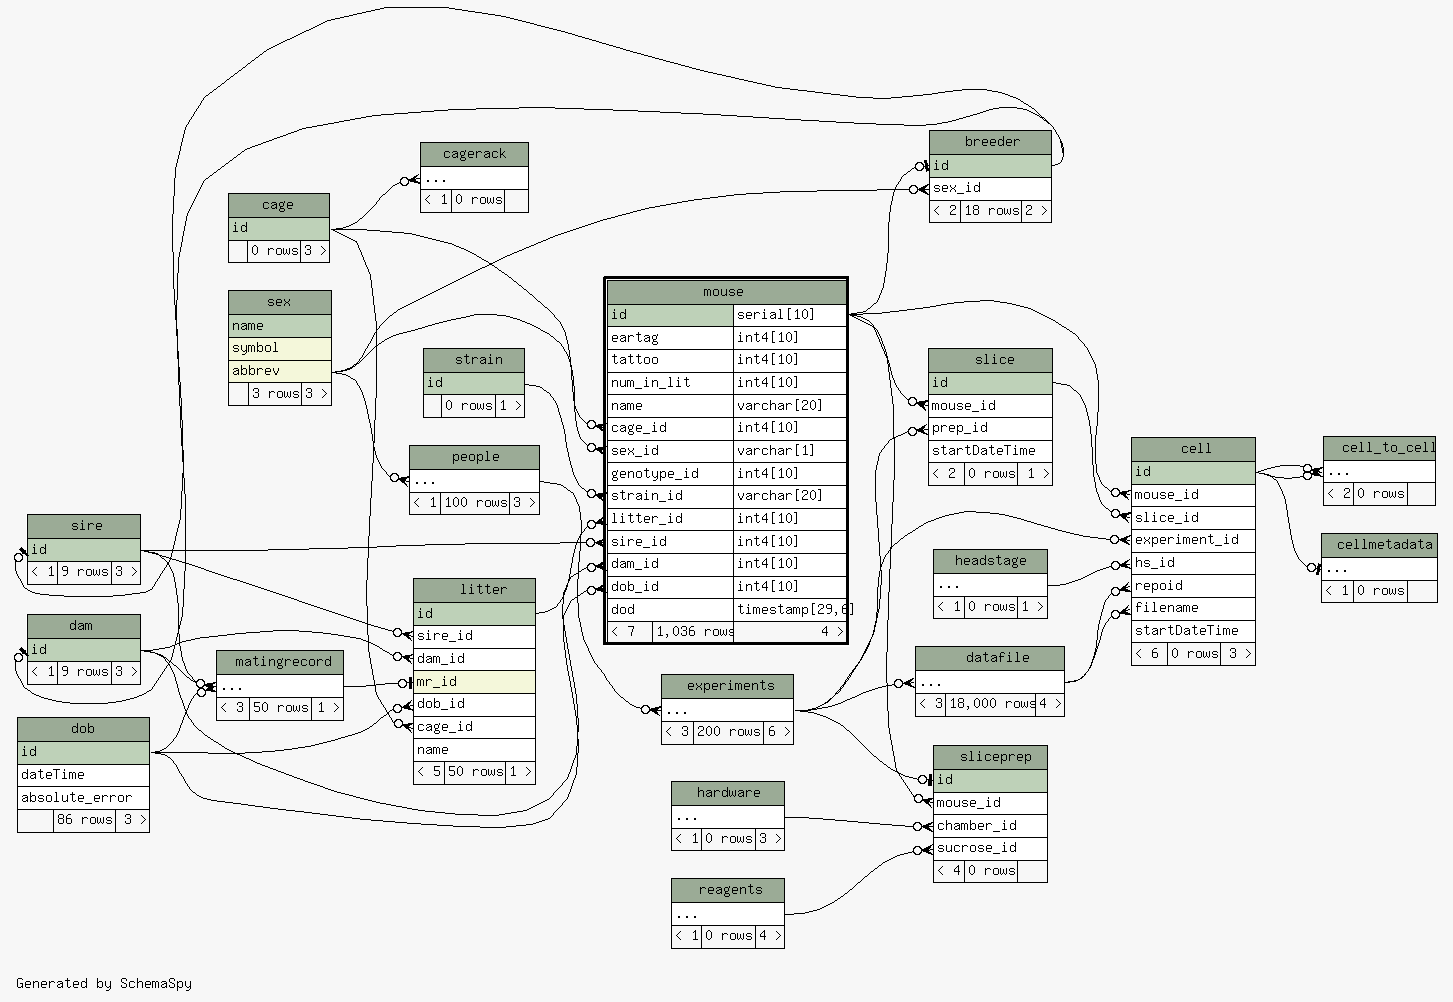 breeder
id
sex_id
< 2 18 rows 2 >
cagerack
...
< 1 0 rows
cage
id
0 rows 3 >
sex
name
symbol
abbrev
3 rows 3 >
mouse
id serial[10]
eartag int4[10]
tattoo int4[10]
num_in_lit int4[10]
name varchar[20]
cage_id int4[10]
sex_id varchar[1]
genotype_id int4[10]
strain_id varchar[20]
litter_id int4[10]
sire_id int4[10]
dam_id int4[10]
dob_id int4[10]
dod timestamp[29,6]
< 7 1,036 rows 4 >
strain
id
0 rows 1 >
people
...
< 1 100 rows 3 >
slice
id
mouse_id
prep_id
startDateTime
< 2 0 rows 1 >
cell
id
mouse_id
slice_id
experiment_id
hs_id
repoid
filename
startDateTime
< 6 0 rows 3 >
cell_to_cell
...
< 2 0 rows
cellmetadata
...
< 1 0 rows
sire
id
< 1 9 rows 3 >
dam
id
< 1 9 rows 3 >
dob
id
dateTime
absolute_error
86 rows 3 >
matingrecord
...
< 3 50 rows 1 >
litter
id
sire_id
dam_id
mr_id
dob_id
cage_id
name
< 5 50 rows 1 >
headstage
...
< 1 0 rows 1 >
datafile
...
< 3 18,000 rows 4 >
experiments
...
< 3 200 rows 6 >
sliceprep
id
mouse_id
chamber_id
sucrose_id
< 4 0 rows
hardware
...
< 1 0 rows 3 >
reagents
...
< 1 0 rows 4 >
Generated by SchemaSpy